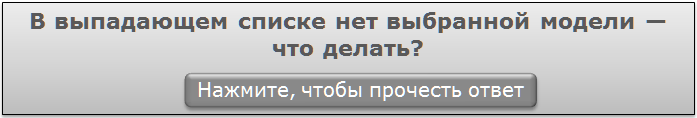 В выпадающем списке нет выбранной модели —
что делать?
Нажмите, чтобы прочесть ответ